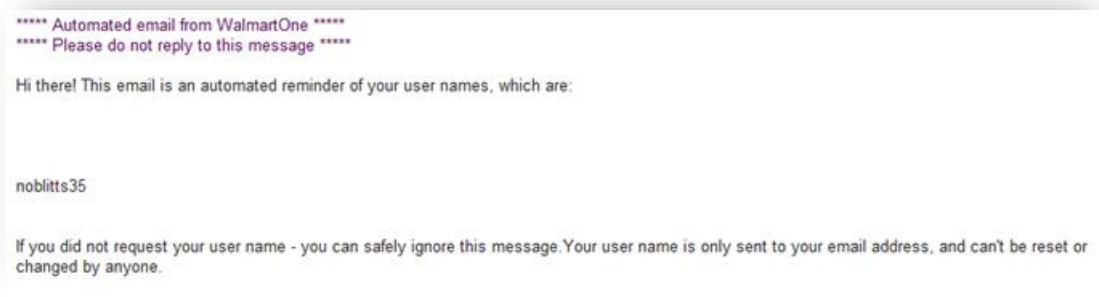 ***** Automated email from WalmartOne *****
***** Please do not reply to this message *****
Hi there! This email is an automated reminder of your user names, which are:
noblitts35
If you did not request your user name - you can safely ignore this message.Your user name is only sent to your email address, and can't be reset or
changed by anyone.